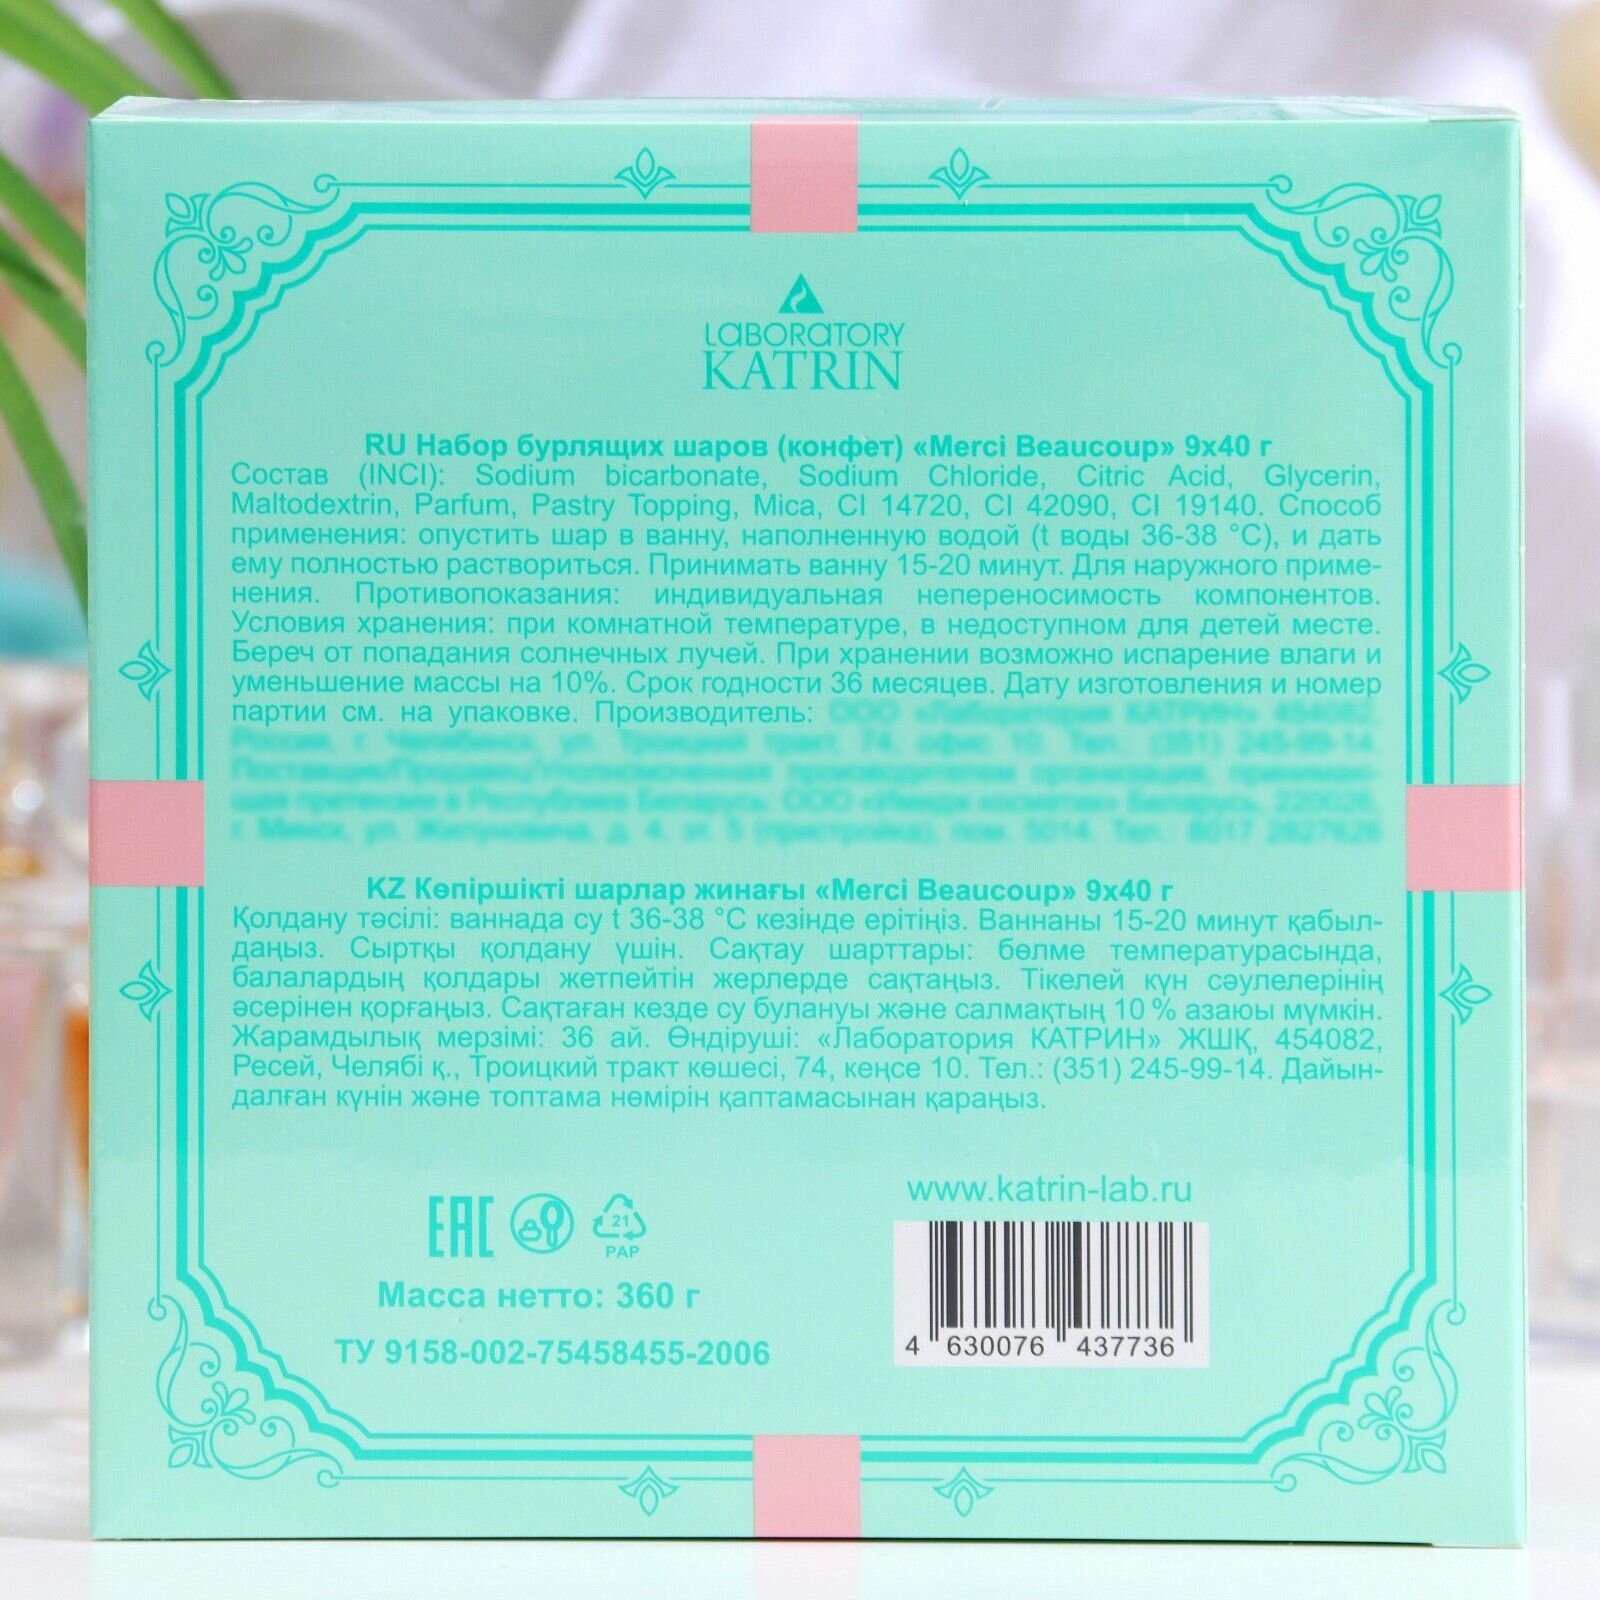 LABORATORY
KATRIN
RU Набор бурлящих шаров (конфет) «Merci Beaucoup» 9x40 г
Состав (INCI): Sodium bicarbonate, Sodium Chloride, Citric Acid, Glycerin,
Maltodextrin, Parfum, Pastry Topping, Mica, CI 14720, CI 42090, CI 19140. Способ
применения: опустить шар в ванну, наполненную водой (t воды 36-38 °C), и дать
ему полностью раствориться. Принимать ванну 15-20 минут. Для наружного приме-
нения. Противопоказания: индивидуальная непереносимость компонентов.
Условия хранения: при комнатной температуре, в недоступном для детей месте.
Береч от попадания солнечных лучей. При хранении возможно испарение влаги и
уменьшение массы на 10%. Срок годности 36 месяцев. Дату изготовления и номер
партии см. на упаковке. Производитель:
KZ Көпіршікті шарлар жинағы «Merci Beaucoup» 9x40 г
Қолдану тәсілі: ваннада су t 36-38 °C кезінде ерітіңіз. Ваннаны 15-20 минут қабыл-
даңыз. Сыртқы қолдану үшін. Сақтау шарттары: бөлме температурасында,
балалардың қолдары жетпейтін жерлерде сақтаңыз. Тікелей күн сәулелерінің
әсерінен қорғаңыз. Сақтаған кезде су булануы және салмақтың 10 % азаюы мүмкін.
Жарамдылық мерзімі: 36 ай. Өндіруші: «Лаборатория КАТРИН» ЖШҚ, 454082,
Ресей, Челябі қ., Троицкий тракт көшесі, 74, кеңсе 10. Тел.: (351) 245-99-14. Дайын-
далған күнін және топтама нөмірін қаптамасынан қараңыз.
www.katrin-lab.ru
EAC
21
PAP
Масса нетто: 360 г
ТУ 9158-002-75458455-2006
4 630076 437736